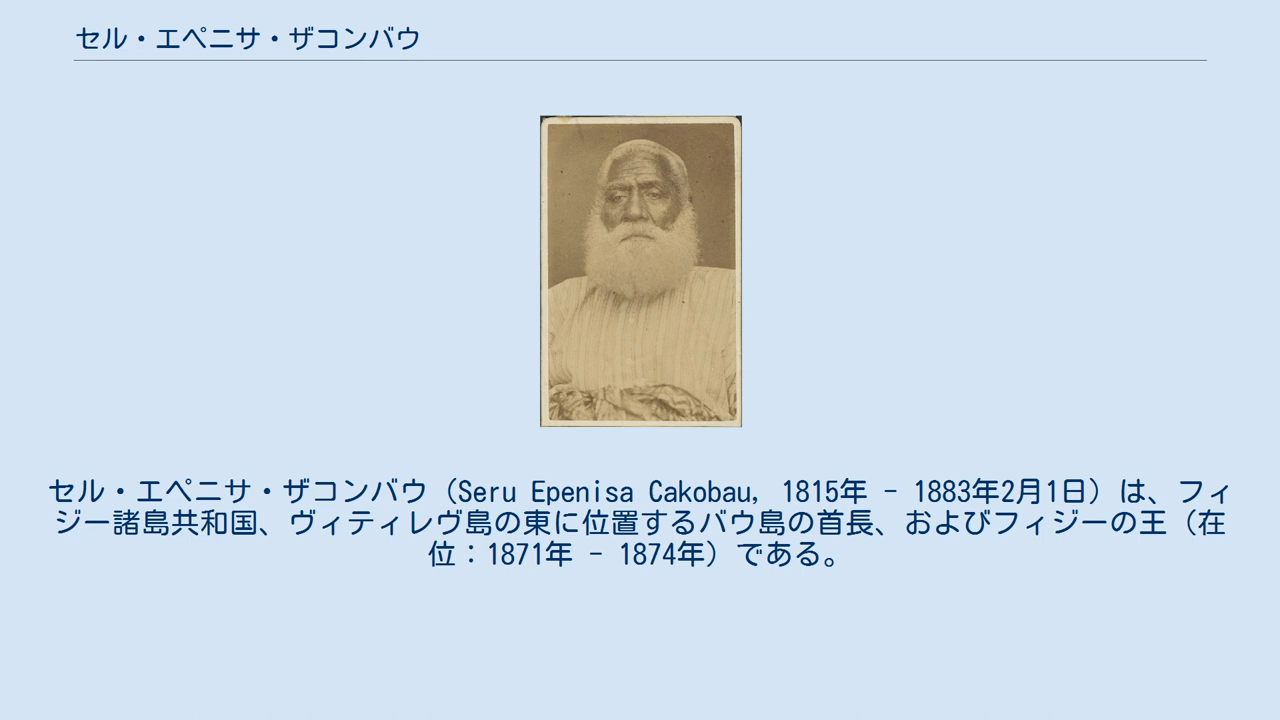 セル・エペニサ・ザコンバウ
セル・エペニサ・ザコンバウ（Seru Epenisa Cakobau, 1815年 - 1883年2月1日）は、フィ
ジー諸島共和国、ヴィティレヴ島の東に位置するバウ島の首長、およびフィジーの王（在
位：1871年 - 1874年）である。